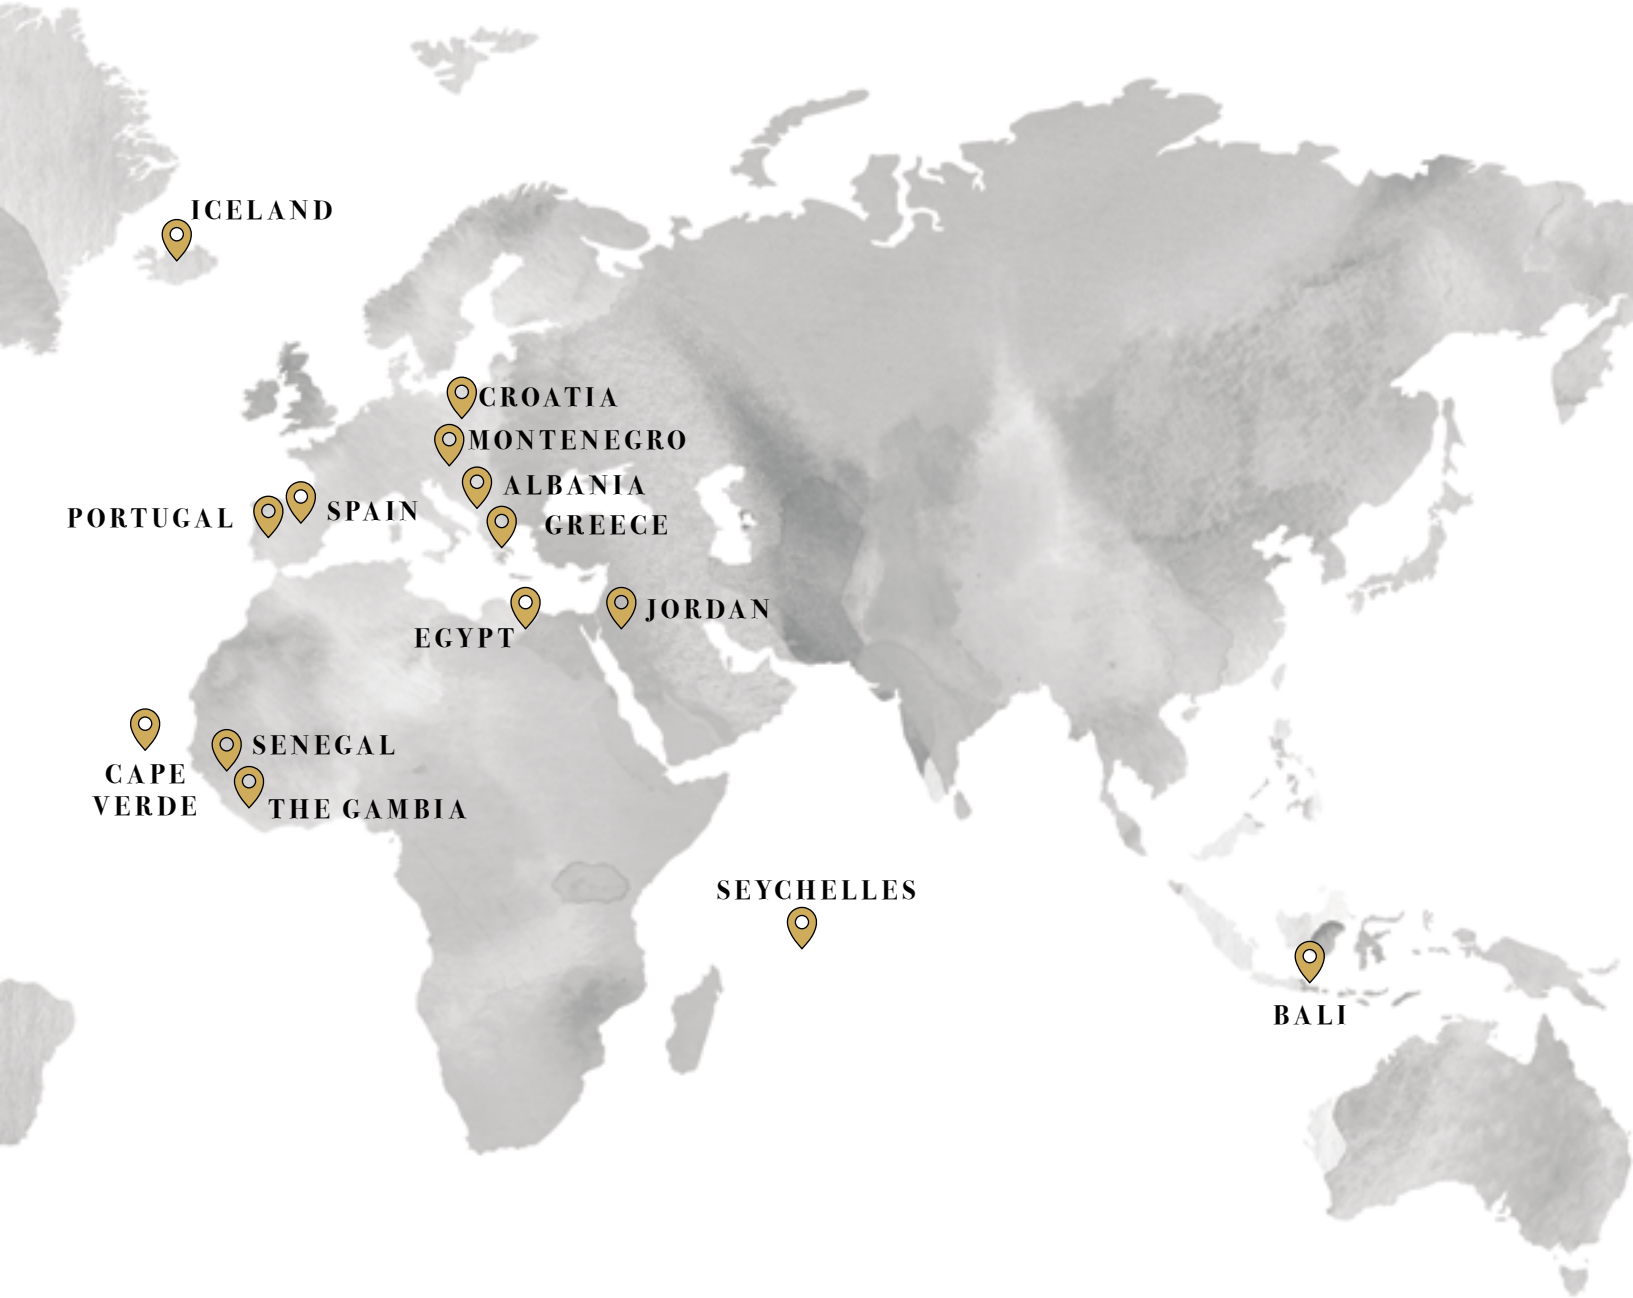 ICELAND
CROATIA
MONTENEGRO
ALBANIA
PORTUGAL
SPAIN
GREECE
JORDAN
EGYPT
SENEGAL
CAPE
VERDE
THE GAMBIA
SEYCHELLES
BALI